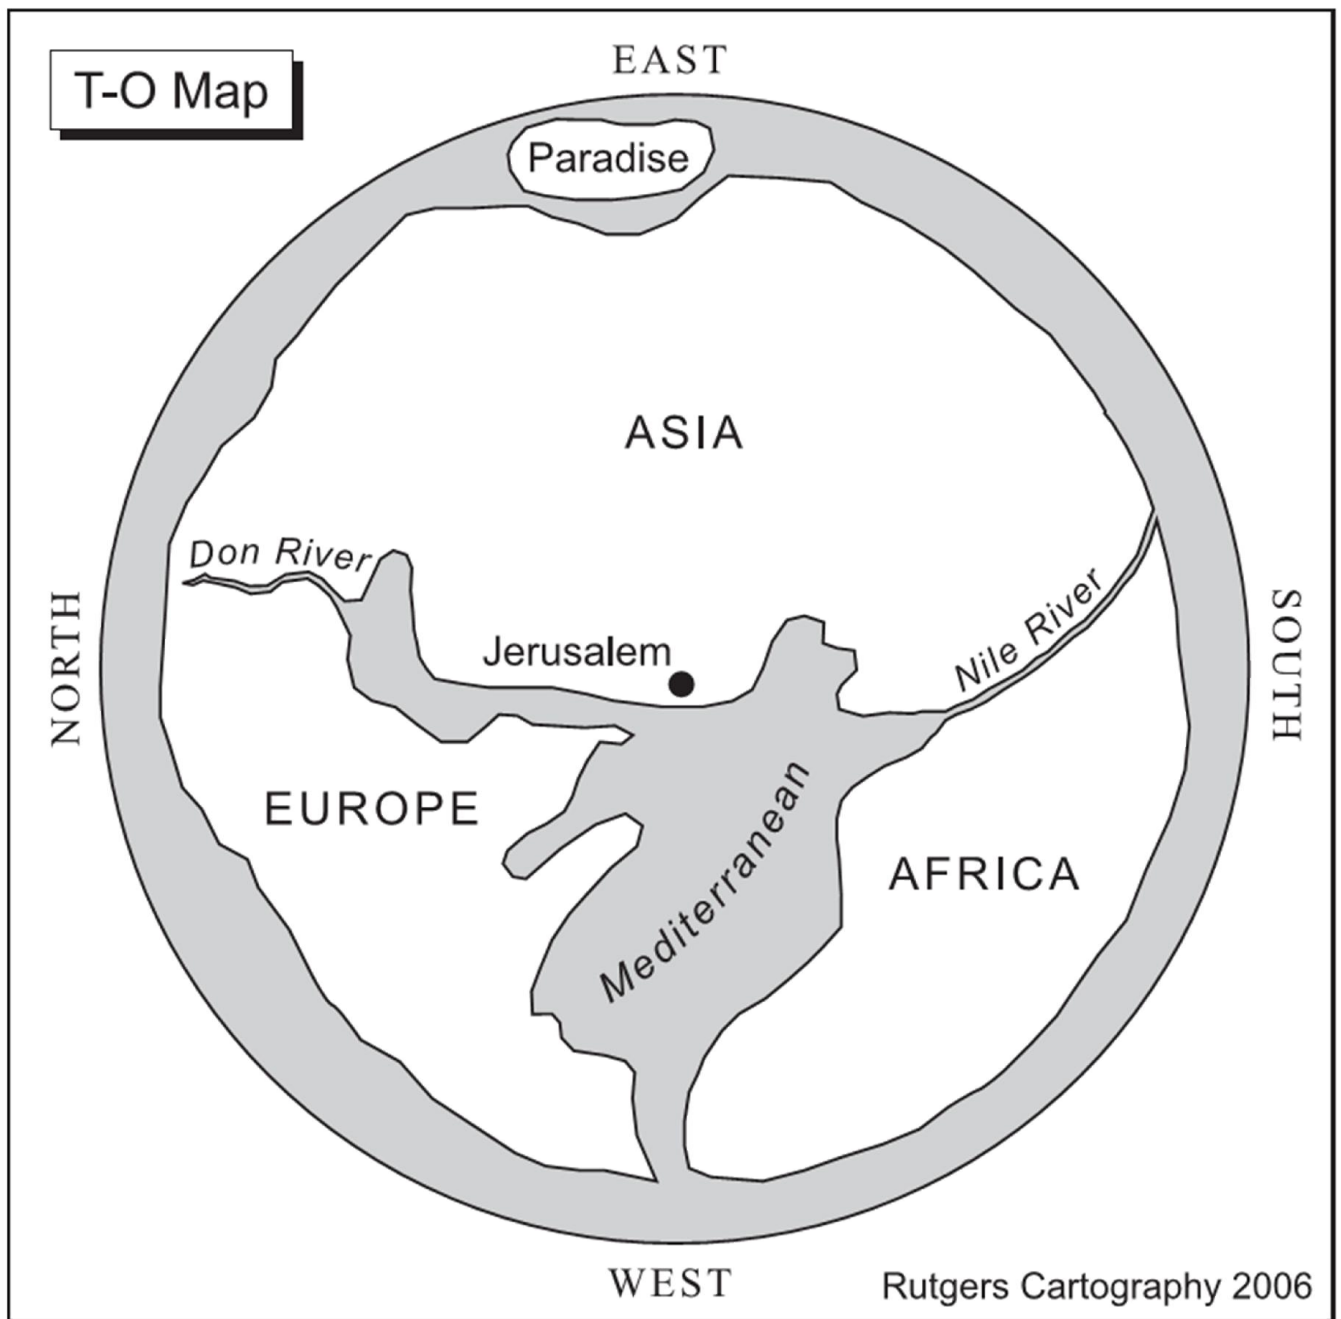 EAST
T-O Map
Paradise
ASIA
Don River
Nile River
NORTH
SOUTH
Jerusalem
EUROPE
Mediterranean
AFRICA
WEST
Rutgers Cartography 2006